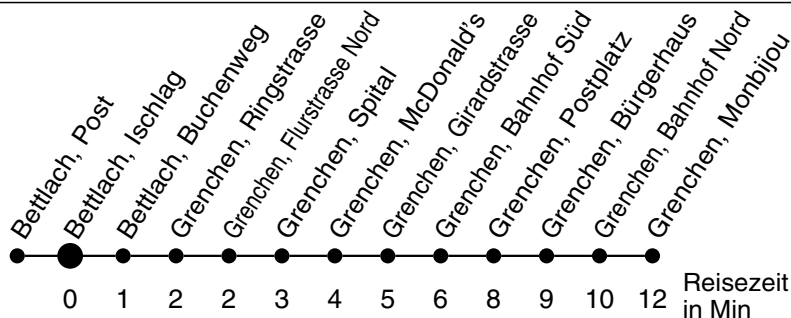 Bettlach, Post
Bettlach, Ischlag
Bettlach, Buchenweg
Grenchen, Ringstrasse
Grenchen, Flurstrasse Nord
Grenchen, Spital
Grenchen, McDonald's
Grenchen, Girardstrasse
Grenchen, Bahnhof Süd
Grenchen, Postplatz
Grenchen, Bürgerhaus
Grenchen, Bahnhof Nord
Grenchen, Monbijou
0 1 2 2 3 4 5 6 8 9 10 12
Reisezeit
in Min